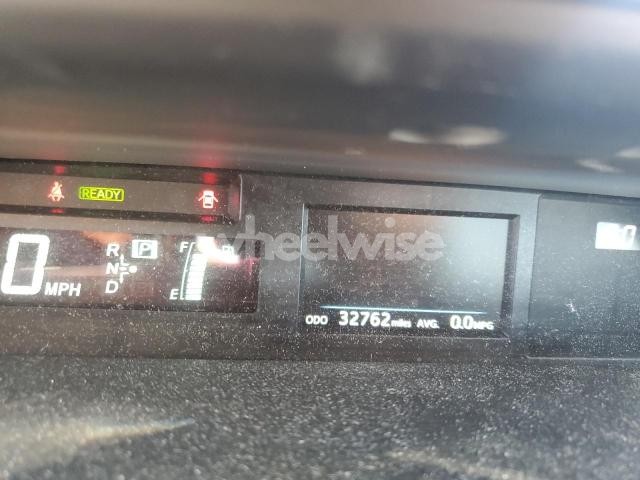 READY
wheelwise
0 MPH
R P
N
D B
F
E
ODO 32762 miles AVG. 0.0 MPG